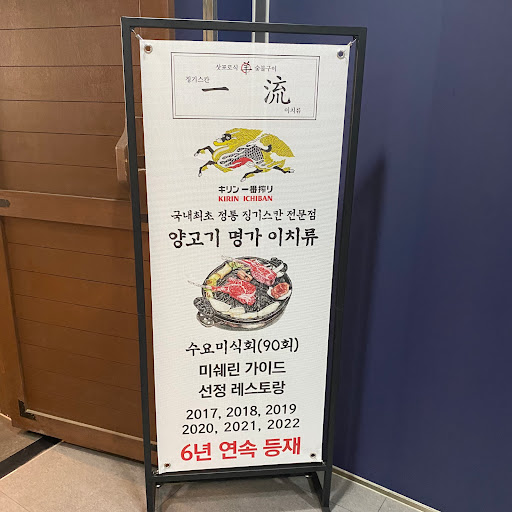 삿포로식 羊 숯불구이
징기스칸
一 流
이치류
キリン一番搾り
KIRIN ICHIBAN
국내최초 정통 징기스칸 전문점
양고기 명가 이치류
수요미식회(90회)
미쉐린 가이드
선정 레스토랑
2017, 2018, 2019
2020, 2021, 2022
6년 연속 등재